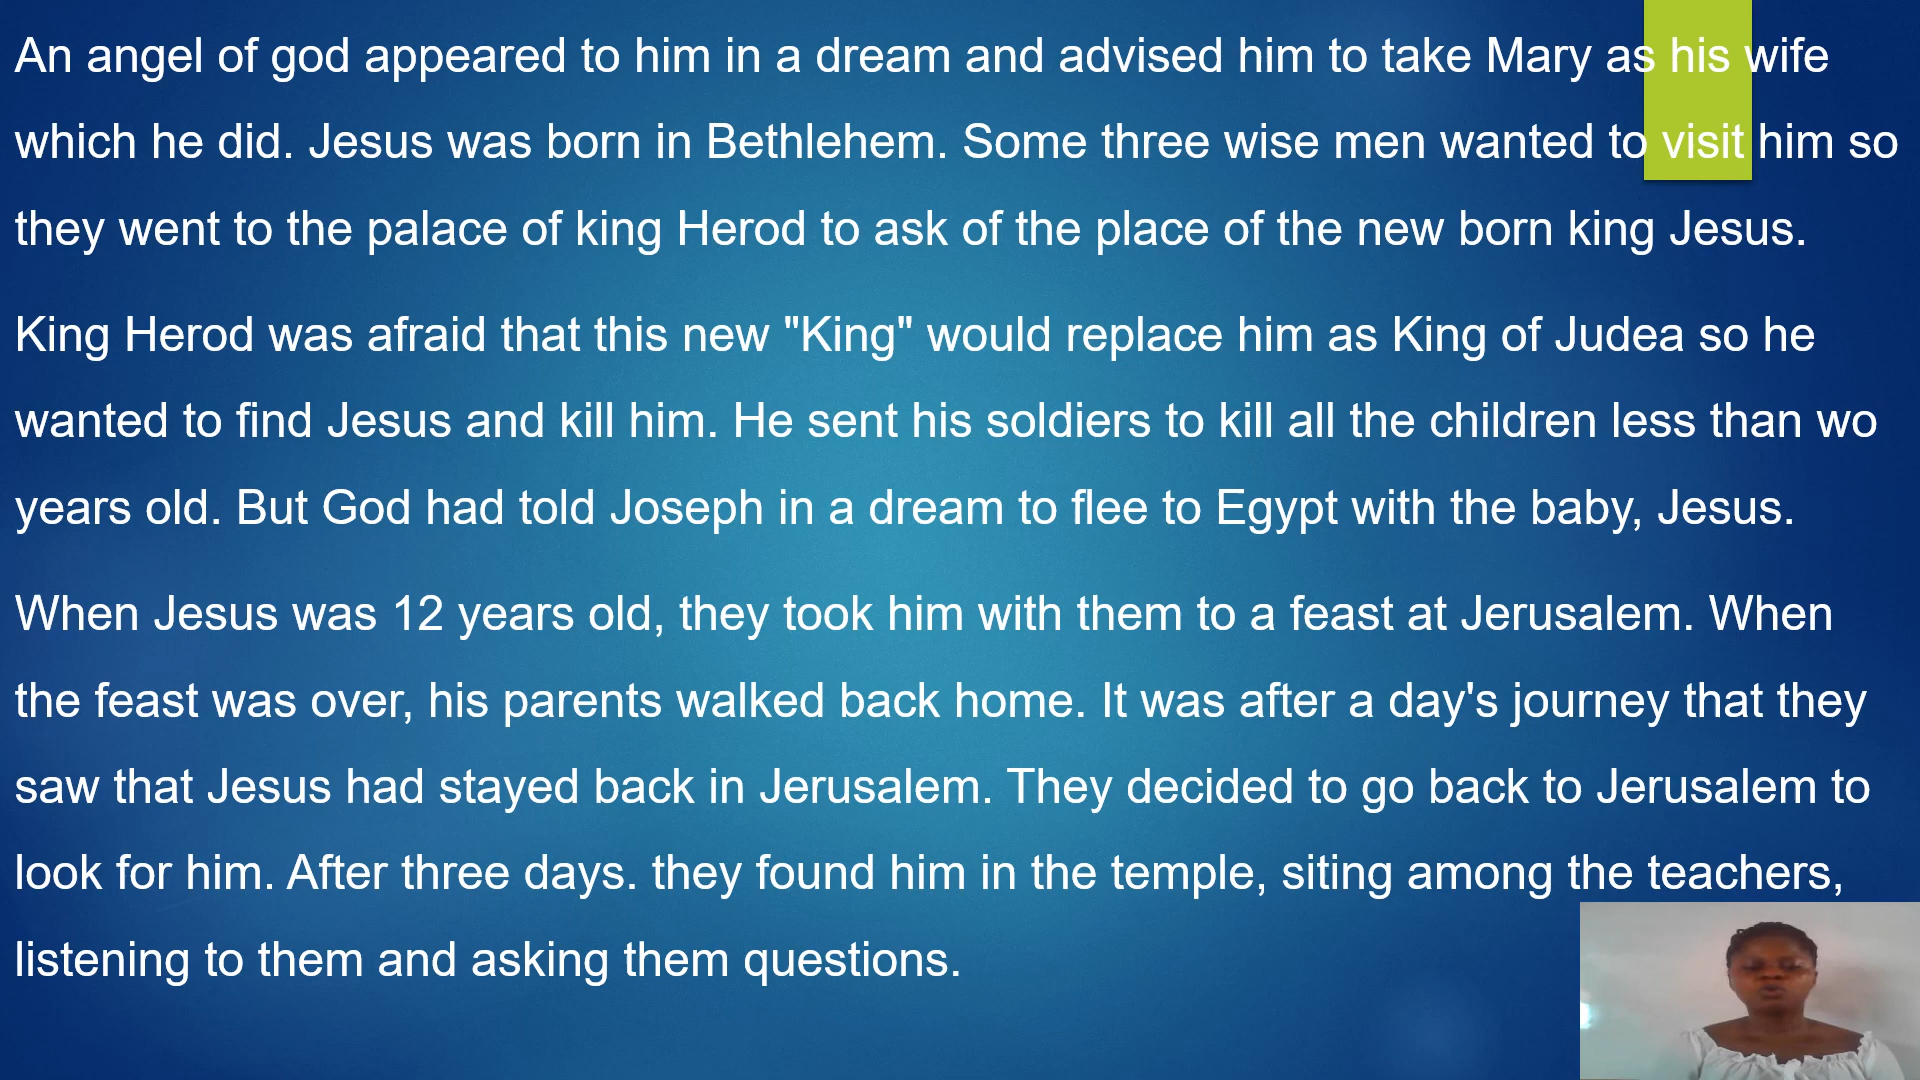 An angel of god appeared to him in a dream and advised him to take Mary as his wife
which he did. Jesus was born in Bethlehem. Some three wise men wanted to visit him so
they went to the palace of king Herod to ask of the place of the new born king Jesus.
King Herod was afraid that this new "King" would replace him as King of Judea so he
wanted to find Jesus and kill him. He sent his soldiers to kill all the children less than wo
years old. But God had told Joseph in a dream to flee to Egypt with the baby, Jesus.
When Jesus was 12 years old, they took him with them to a feast at Jerusalem. When
the feast was over, his parents walked back home. It was after a day's journey that they
saw that Jesus had stayed back in Jerusalem. They decided to go back to Jerusalem to
look for him. After three days. they found him in the temple, siting among the teachers,
listening to them and asking them questions.